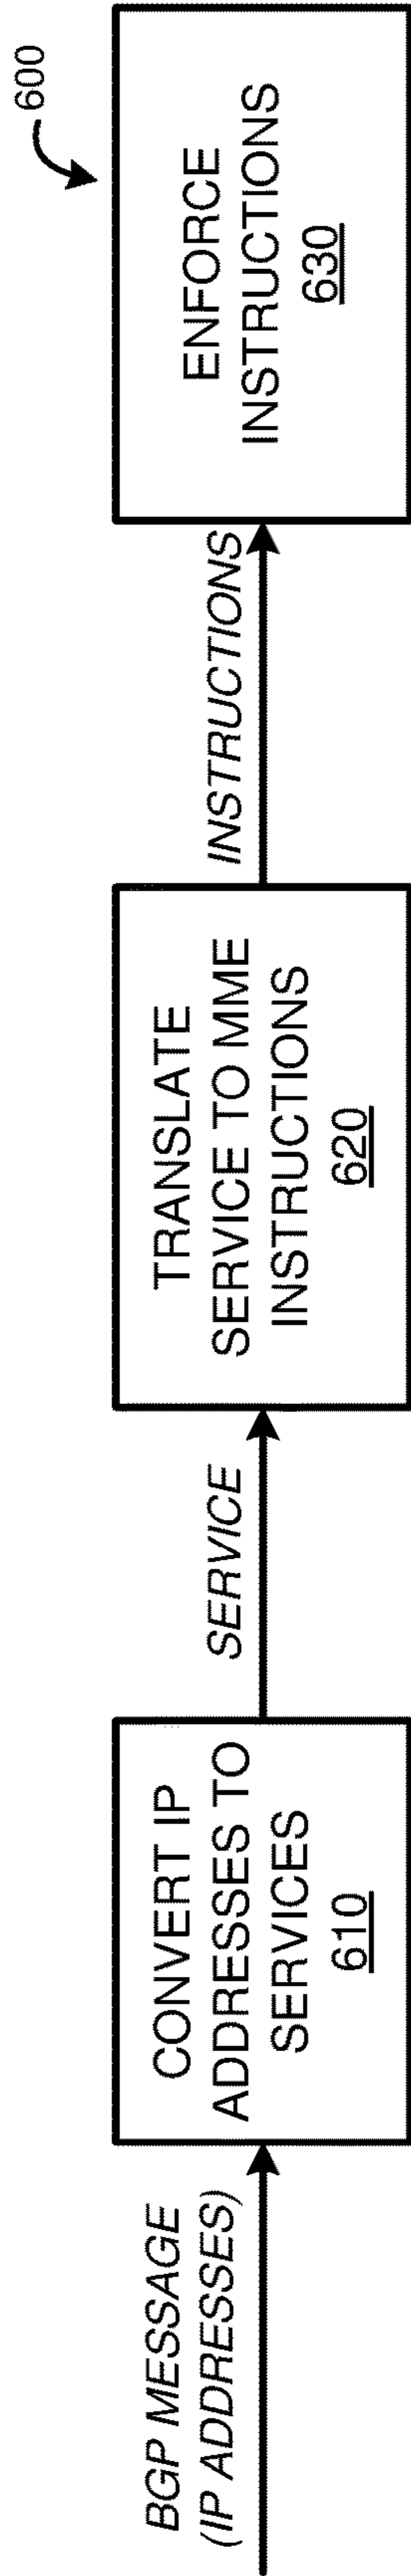 600
BGP MESSAGE
(IP ADDRESSES)
CONVERT IP
ADDRESSES TO
SERVICES
610
SERVICE
TRANSLATE
SERVICE TO MME
INSTRUCTIONS
620
INSTRUCTIONS
ENFORCE
INSTRUCTIONS
630